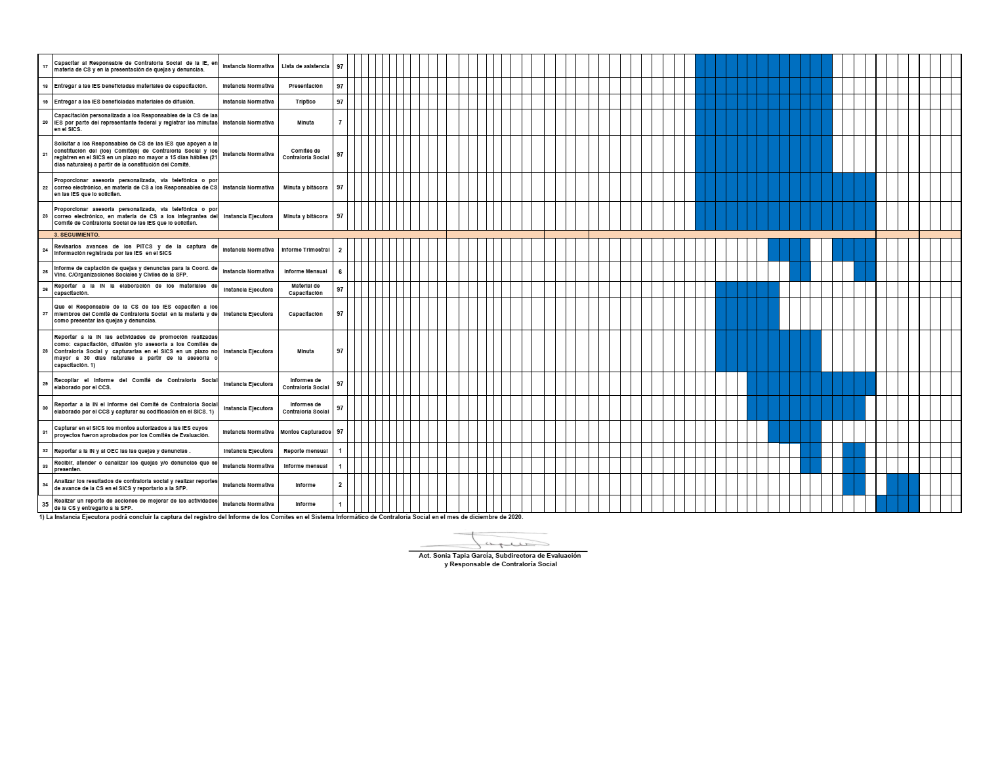 17 Capacitar al Responsable de Contraloría Social de la IE, en
materia de CS y en la presentación de quejas y denuncias. Instancia Normativa Lista de asistencia 97
18 Entregar a las IES beneficiadas materiales de capacitación. Instancia Normativa Presentación 97
19 Entregar a las IES beneficiadas materiales de difusión. Instancia Normativa Tríptico 97
20 Capacitación personalizada a los Responsables de la CS de las
IES por parte del representante federal y registrar las minutas
en el SICS. Instancia Normativa Minuta 7
21 Solicitar a los Responsables de CS de las IES que apoyen a la
constitución del (los) Comité(s) de Contraloría Social y los
registren en el SICS en un plazo no mayor a 15 días hábiles (21
días naturales) a partir de la constitución del Comité. Instancia Normativa Comités de
Contraloría Social 97
22 Proporcionar asesoría personalizada, vía telefónica o por
correo electrónico, en materia de CS a los Responsables de CS
en las IES que lo soliciten. Instancia Normativa Minuta y bitácora 97
23 Proporcionar asesoría personalizada, vía telefónica o por
correo electrónico, en materia de CS a los integrantes del
Comité de Contraloría Social de las IES que lo soliciten. Instancia Ejecutora Minuta y bitácora 97
3. SEGUIMIENTO.
24 Revisarlos avances de los PITCS y de la captura de
información registrada por las IES en el SICS Instancia Normativa Informe Trimestral 2
25 Informe de captación de quejas y denuncias para la Coord. de
Vinc. C/Organizaciones Sociales y Civiles de la SFP. Instancia Normativa Informe Mensual 6
26 Reportar a la IN la elaboración de los materiales de
capacitación. Instancia Ejecutora Material de
Capacitación 97
27 Que el Responsable de la CS de las IES capaciten a los
miembros del Comité de Contraloría Social en la materia y de
como presentar las quejas y denuncias. Instancia Ejecutora Capacitación 97
28 Reportar a la IN las actividades de promoción realizadas
como: capacitación, difusión y/o asesoría a los Comités de
Contraloría Social y capturarlas en el SICS en un plazo no
mayor a 30 días naturales a partir de la asesoría o
capacitación. 1) Instancia Ejecutora Minuta 97
29 Recopilar el Informe del Comité de Contraloría Social
elaborado por el CCS. Instancia Ejecutora Informes de
Contraloría Social 97
30 Reportar a la IN el Informe del Comité de Contraloría Social
elaborado por el CCS y capturar su codificación en el SICS. 1) Instancia Ejecutora Informes de
Contraloría Social 97
31 Capturar en el SICS los montos autorizados a las IES cuyos
proyectos fueron aprobados por los Comités de Evaluación. Instancia Normativa Montos Capturados 97
32 Reportar a la IN y al OEC las las quejas y denuncias . Instancia Ejecutora Reporte mensual 1
33 Recibir, atender o canalizar las quejas y/o denuncias que se
presenten. Instancia Normativa Informe mensual 1
34 Analizar los resultados de contraloría social y realizar reportes
de avance de la CS en el SICS y reportarlo a la SFP. Instancia Normativa Informe 2
35 Realizar un reporte de acciones de mejorar de las actividades
de la CS y entregarlo a la SFP. Instancia Normativa Informe 1
1) La Instancia Ejecutora podrá concluir la captura del registro del Informe de los Comites en el Sistema Informático de Contraloría Social en el mes de diciembre de 2020.
Act. Sonia Tapia García, Subdirectora de Evaluación
y Responsable de Contraloría Social